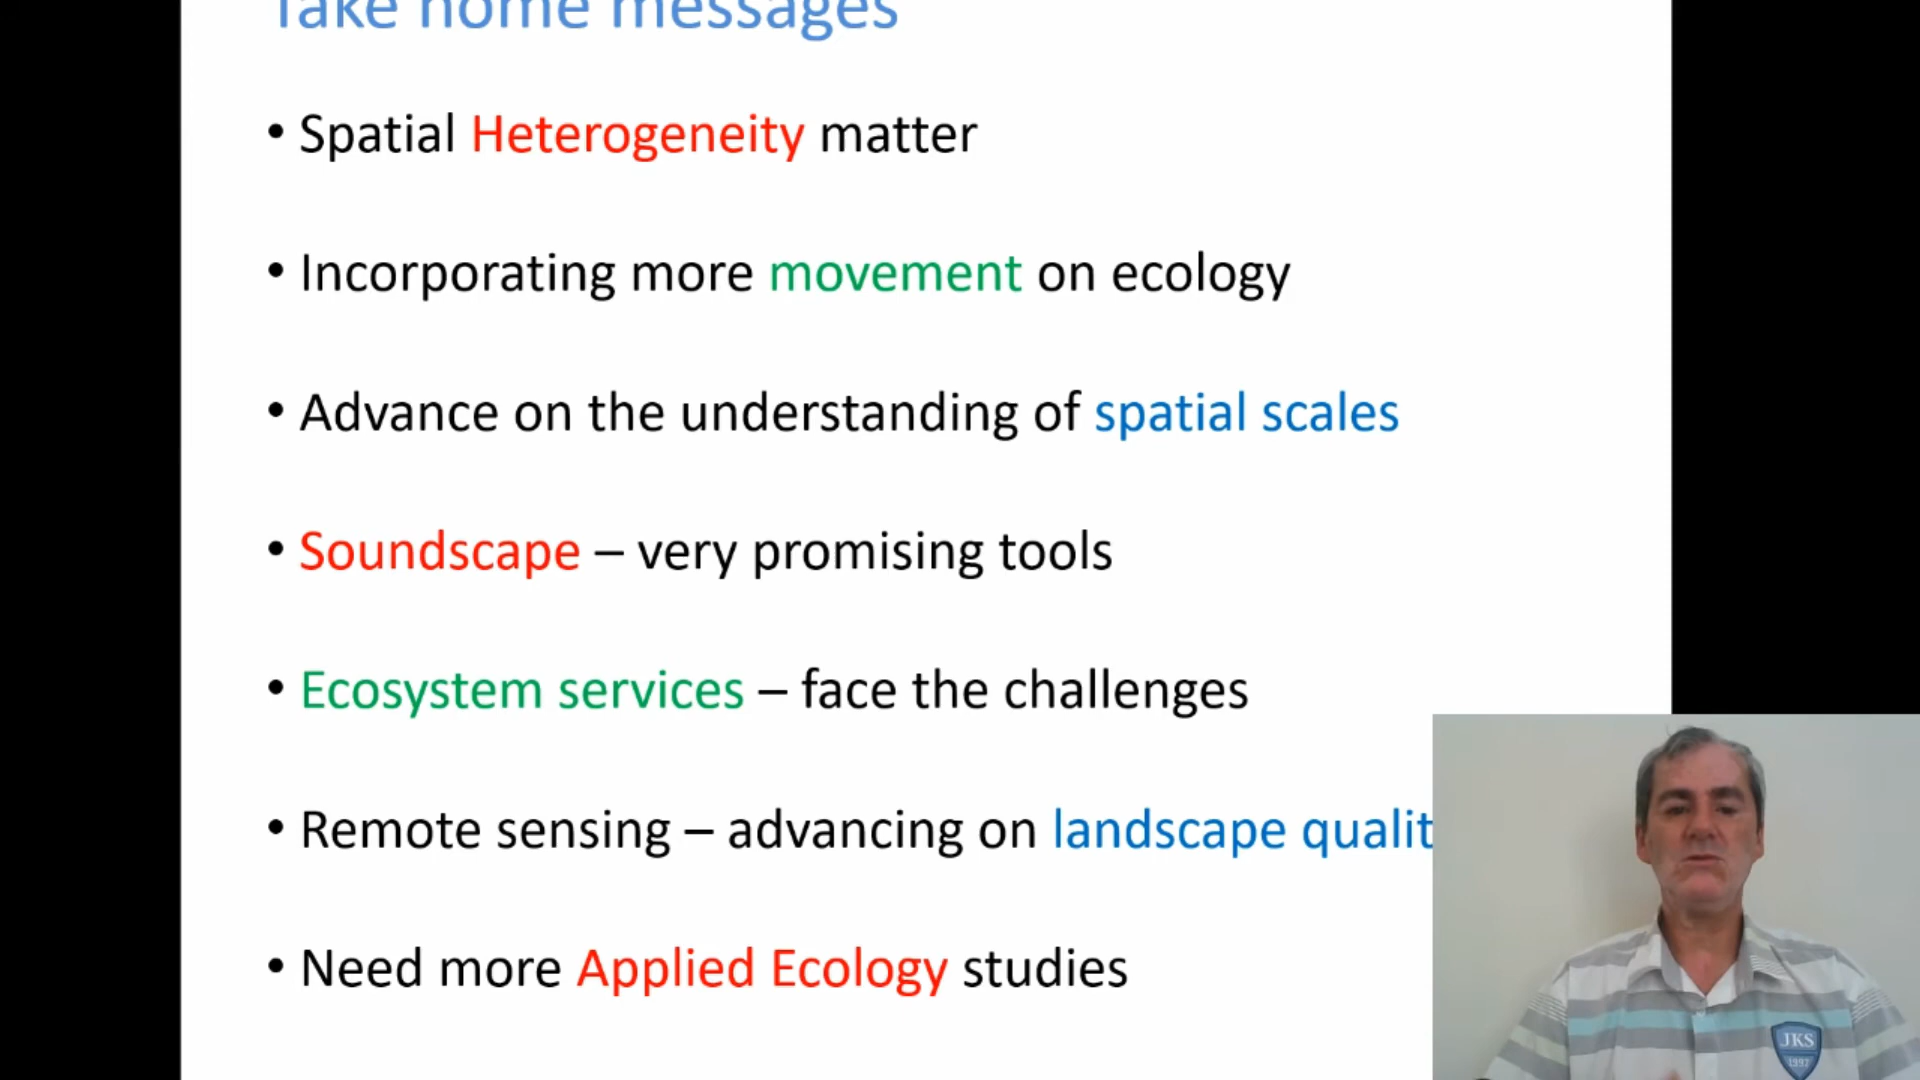 Take home messages
• Spatial Heterogeneity matter
• Incorporating more movement on ecology
• Advance on the understanding of spatial scales
• Soundscape – very promising tools
• Ecosystem services – face the challenges
• Remote sensing – advancing on landscape qualit
• Need more Applied Ecology studies
JKS
1997